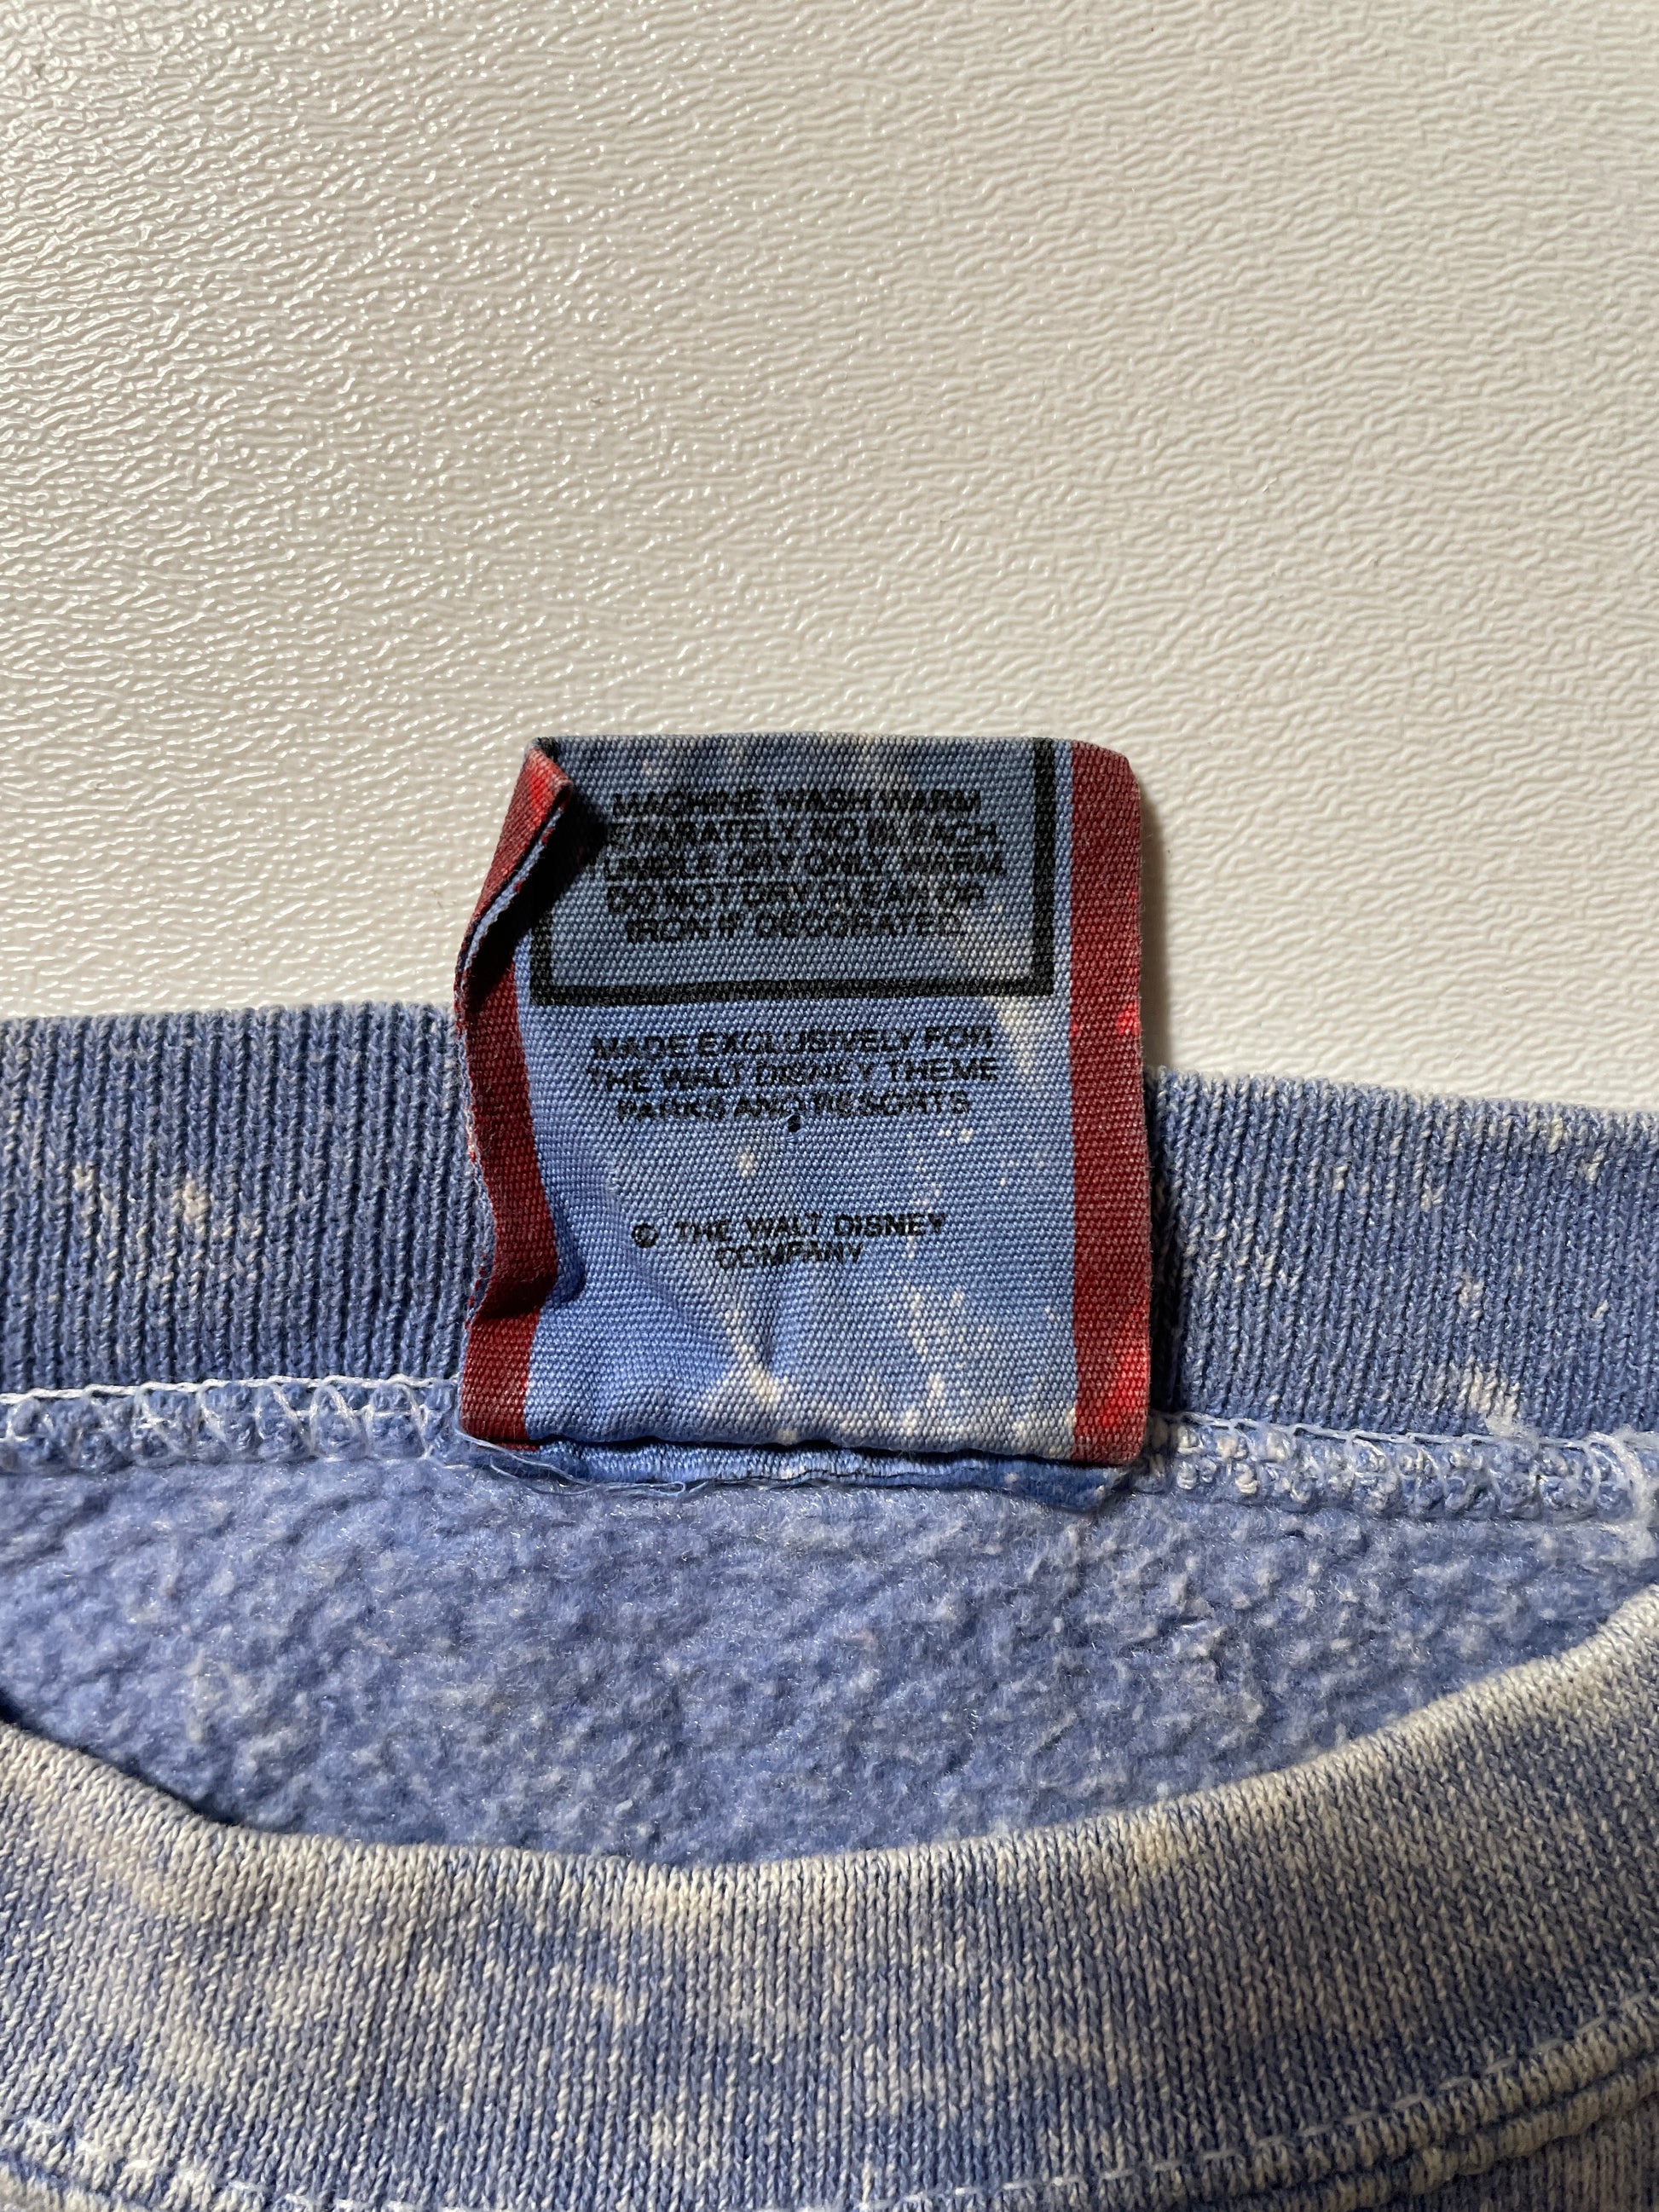 MACHINE WASH WARM
SEPARATELY NO BLEACH
TUMBLE DRY ONLY, WARM,
DO NOT DRY CLEAN OR
IRON IF DECORATED.
MADE EXCLUSIVELY FOR
THE WALT DISNEY THEME
PARKS AND RESORTS
© THE WALT DISNEY
COMPANY